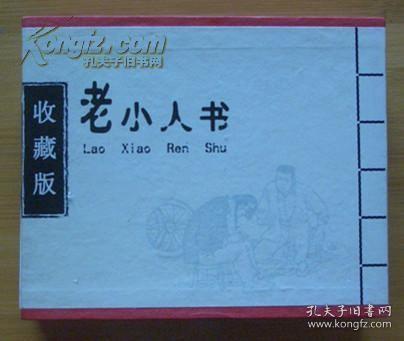 Kongfz.com
孔夫子旧书网
收藏版
老小人书
Lao Xiao Ren Shu
孔夫子旧书网
www.kongfz.com